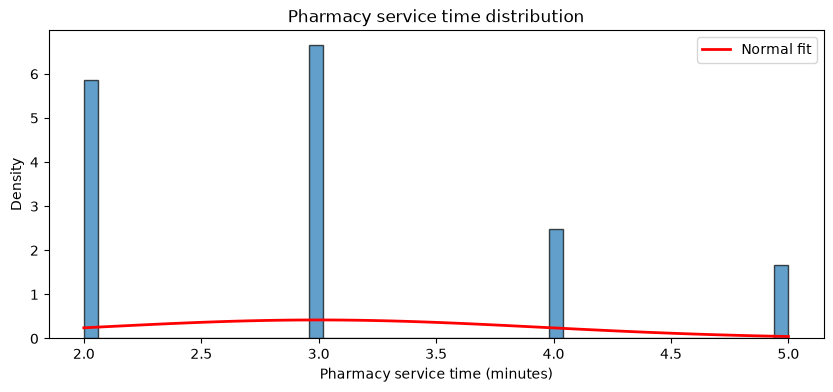 Pharmacy service time distribution
Normal fit
Density
6
5
4
3
2
1
0
2.0 2.5 3.0 3.5 4.0 4.5 5.0
Pharmacy service time (minutes)